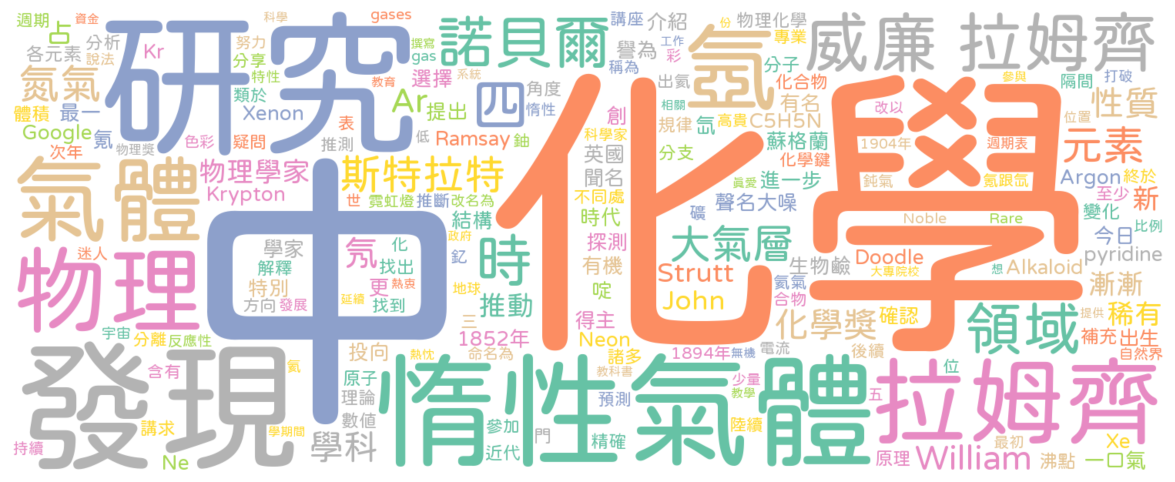 週期
占
資金
科學
各元素
分析
說法
Kr
氮氣
體積
最一
Google
氪
次年
物理獎
研究
努力
分享
特性
類於
Xenon
色彩
疑問
表
推測
gases
撰寫
gas
教育
Ar
選擇
提出
惰性
低
Ramsay
諾貝爾
系統
角度
四
鈾
講座
介紹
工作
譽為
彩
稱為
出氣
創
相關
科學家
氙
英國
聞名
不同處
時代
探測
有機
啶
份
物理化學
專業
分子
氬
化合物
有名
規律
高貴
C5H5N
分支
蘇格蘭
化學鍵
進一步
礦
聲名大噪
威廉 拉姆齊
參與
隔間
打破
位置
性質
改以
1904年
週期表
元素
鈍氣
氪跟氙
Argon
終於
至少
新
變化
比例
Noble
Rare
今日
pyridine
漸漸
Alkaloid
Doodle
大專院校
想
提供
稀有
補充
出生
自然界
氣體
物理學家
Krypton
斯特拉特
世
霓虹燈
推斷
改名為
結構
政府
釔
物理
迷人
中
學家
解釋
特別
方向
發展
氖
化
找出
更
熱衷
找到
延續
地球
時
推動
三
化學
大氣層
Strutt
John
生物鹼
氦氣
合物
化學獎
確認
後續
領域
宇宙
分離
反應性
投向
1852年
命名為
得主
Neon
諸多
1894年
無機
電流
發現
含有
氦
講求
學期間
持續
Ne
原子
理論
數值
學科
熱忱
教科書
預測
少量
教學
參加
近代
門
精確
陸續
惰性氣體
位
五
拉姆齊
原理
William
最初
沸點
Xe
一口氣